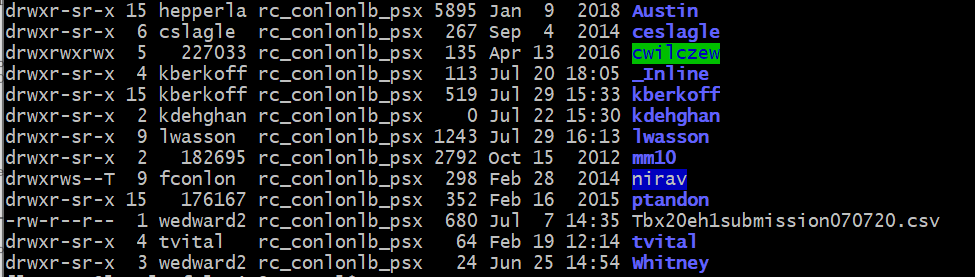 drwxr-sr-x 15 hepperla rc_conlonlb_psx 5895 Jan 9 2018 Austin
drwxr-sr-x 6 cslagle rc_conlonlb_psx 267 Sep 4 2014 ceslagle
drwxrwxrwx 5 227033 rc_conlonlb_psx 135 Apr 13 2016 cwilczew
drwxr-sr-x 4 kberkoff rc_conlonlb_psx 113 Jul 20 18:05 _Inline
drwxr-sr-x 15 kberkoff rc_conlonlb_psx 519 Jul 29 15:33 kberkoff
drwxr-sr-x 2 kdehghan rc_conlonlb_psx 0 Jul 22 15:30 kdehghan
drwxr-sr-x 9 lwasson rc_conlonlb_psx 1243 Jul 29 16:13 lwasson
drwxr-sr-x 2 182695 rc_conlonlb_psx 2792 Oct 15 2012 mm10
drwxrws--T 9 fconlon rc_conlonlb_psx 298 Feb 28 2014 nirav
drwxr-sr-x 15 176167 rc_conlonlb_psx 352 Feb 16 2015 ptandon
-rw-r--r-- 1 wedward2 rc_conlonlb_psx 680 Jul 7 14:35 Tbx20eh1submission070720.csv
drwxr-sr-x 4 tvital rc_conlonlb_psx 64 Feb 19 12:14 tvital
drwxr-sr-x 3 wedward2 rc_conlonlb_psx 24 Jun 25 14:54 Whitney